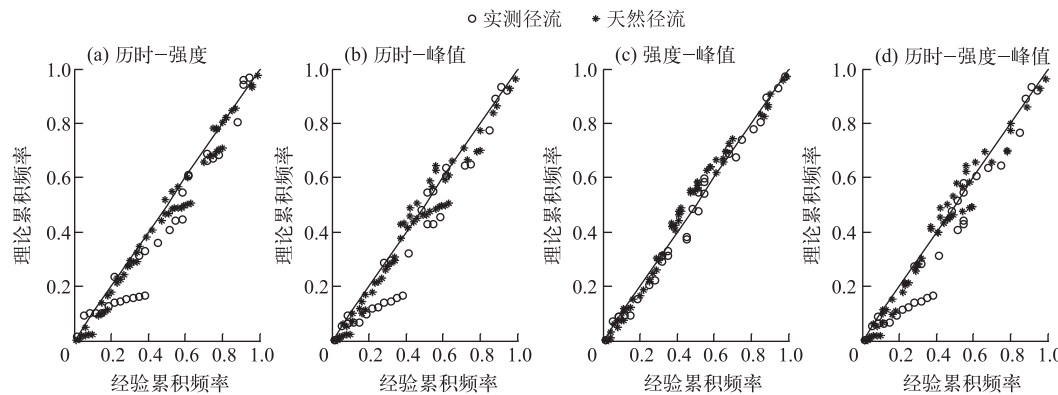 ○ 实测径流 * 天然径流
(a) 历时-强度
(b) 历时-峰值
(c) 强度-峰值
(d) 历时-强度-峰值
1.0 1.0 1.0 1.0
0.8 0.8 0.8 0.8
0.6 0.6 0.6 0.6
0.4 0.4 0.4 0.4
0.2 0.2 0.2 0.2
理论累积频率 理论累积频率 理论累积频率 理论累积频率
0 0.2 0.4 0.6 0.8 1.0 0 0.2 0.4 0.6 0.8 1.0 0 0.2 0.4 0.6 0.8 1.0 0 0.2 0.4 0.6 0.8 1.0
经验累积频率 经验累积频率 经验累积频率 经验累积频率